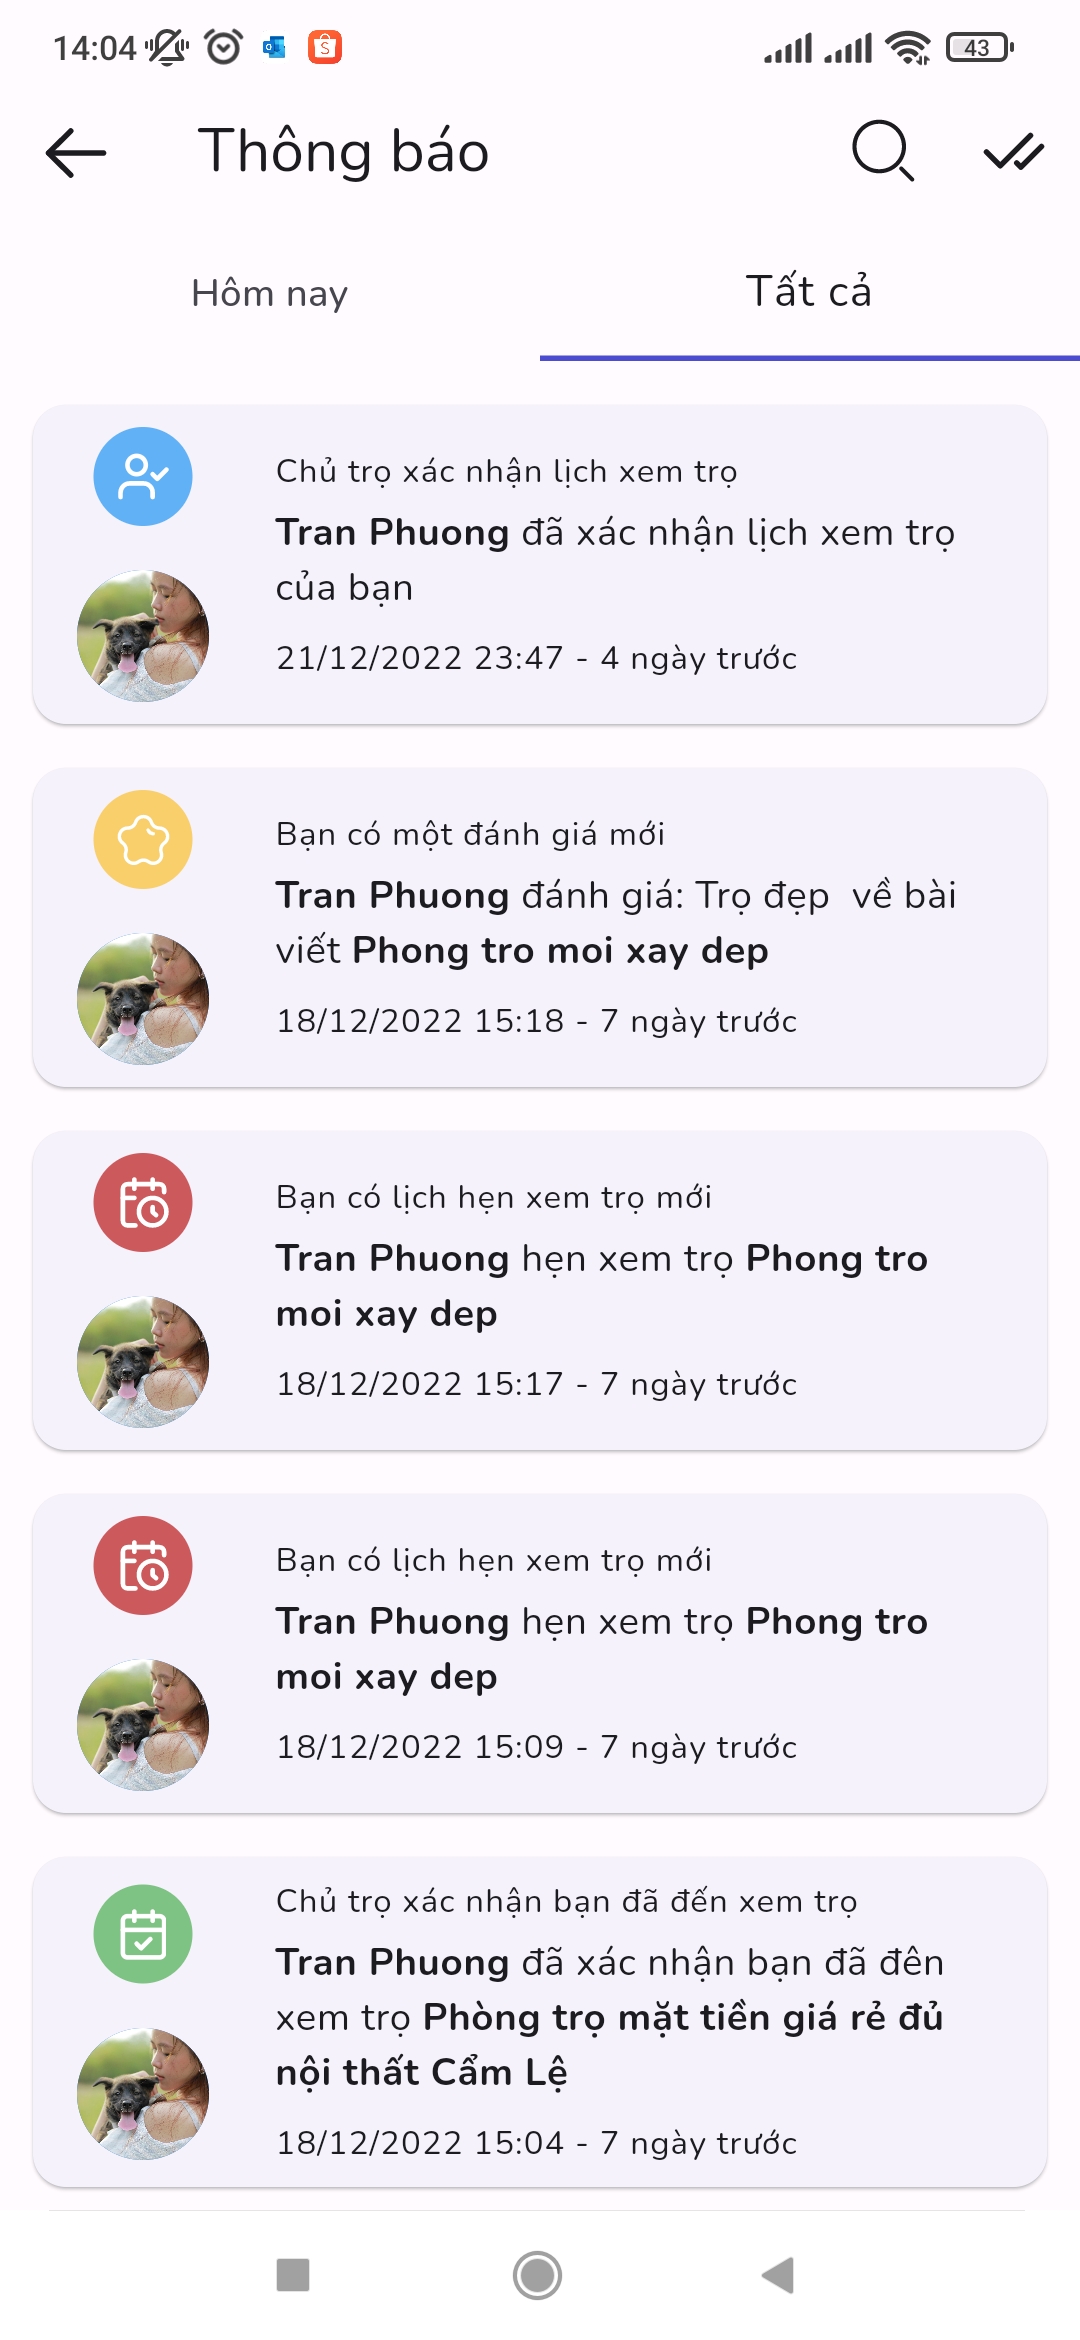 14:04
43
Thông báo
Hôm nay
Tất cả
Chủ trọ xác nhận lịch xem trọ
Tran Phuong đã xác nhận lịch xem trọ
của bạn
21/12/2022 23:47 - 4 ngày trước
Bạn có một đánh giá mới
Tran Phuong đánh giá: Trọ đẹp  về bài
viết Phong tro moi xay dep
18/12/2022 15:18 - 7 ngày trước
Bạn có lịch hẹn xem trọ mới
Tran Phuong hẹn xem trọ Phong tro
moi xay dep
18/12/2022 15:17 - 7 ngày trước
Bạn có lịch hẹn xem trọ mới
Tran Phuong hẹn xem trọ Phong tro
moi xay dep
18/12/2022 15:09 - 7 ngày trước
Chủ trọ xác nhận bạn đã đến xem trọ
Tran Phuong đã xác nhận bạn đã đên
xem trọ Phòng trọ mặt tiền giá rẻ đủ
nội thất Cẩm Lệ
18/12/2022 15:04 - 7 ngày trước